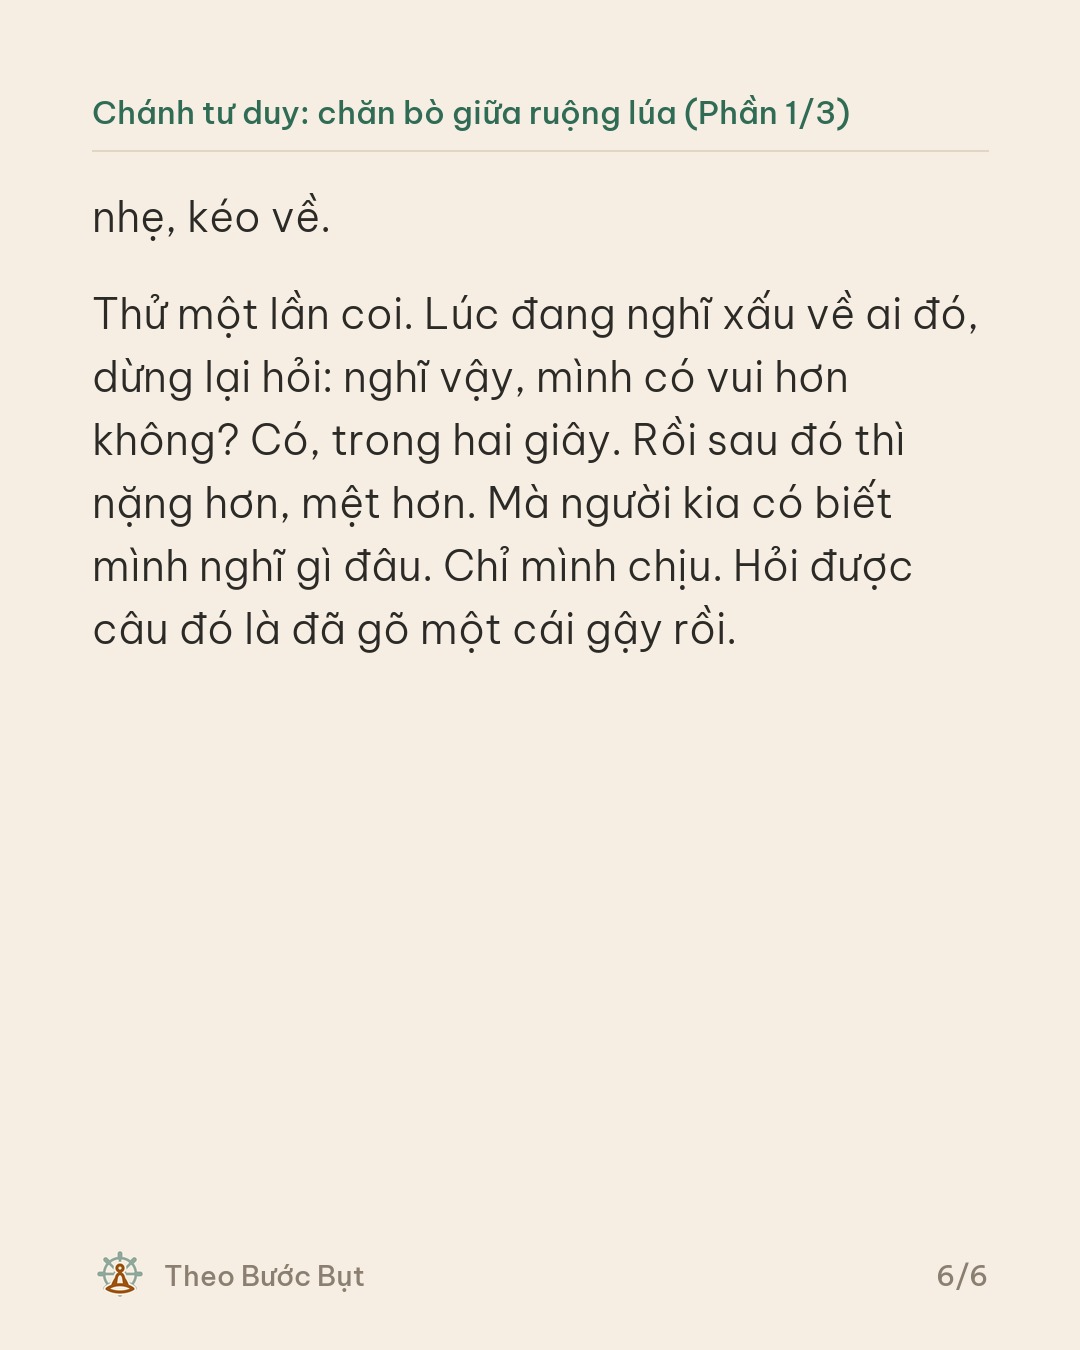 Chánh tư duy: chăn bò giữa ruộng lúa (Phần 1/3)
nhẹ, kéo về.
Thử một lần coi. Lúc đang nghĩ xấu về ai đó,
dừng lại hỏi: nghĩ vậy, mình có vui hơn
không? Có, trong hai giây. Rồi sau đó thì
nặng hơn, mệt hơn. Mà người kia có biết
mình nghĩ gì đâu. Chỉ mình chịu. Hỏi được
câu đó là đã gõ một cái gậy rồi.
Theo Bước Bụt
6/6